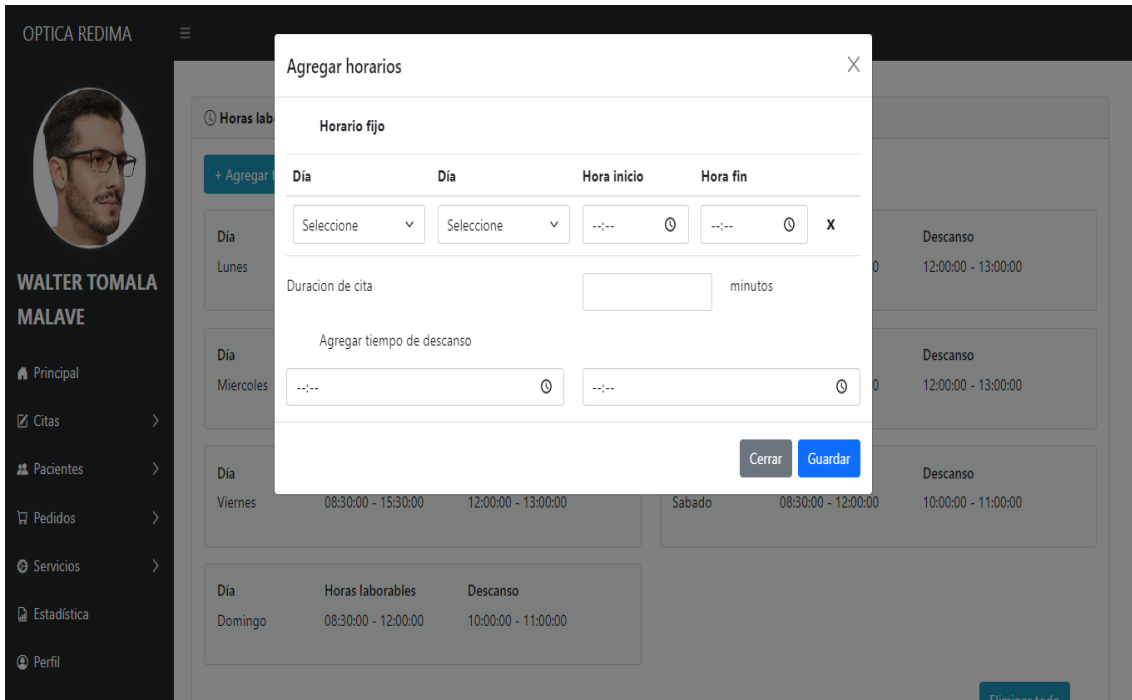 OPTICA REDIMA
WALTER TOMALA
MALAVE
Principal
Citas
Pacientes
Pedidos
Servicios
Estadística
Perfil
Agregar horarios
X
Horario fijo
Día Día Hora inicio Hora fin
Seleccione Seleccione --:-- --:-- X
Duracion de cita minutos
Agregar tiempo de descanso
--:-- --:--
Cerrar Guardar
Horas lab
+ Agregar
Día Descanso
Lunes 0 12:00:00 - 13:00:00
Día Descanso
Miercoles 0 12:00:00 - 13:00:00
Día Descanso
Viernes 08:30:00 - 15:30:00 12:00:00 - 13:00:00 Sabado 08:30:00 - 12:00:00 10:00:00 - 11:00:00
Día Horas laborables Descanso
Domingo 08:30:00 - 12:00:00 10:00:00 - 11:00:00
Eliminar todo